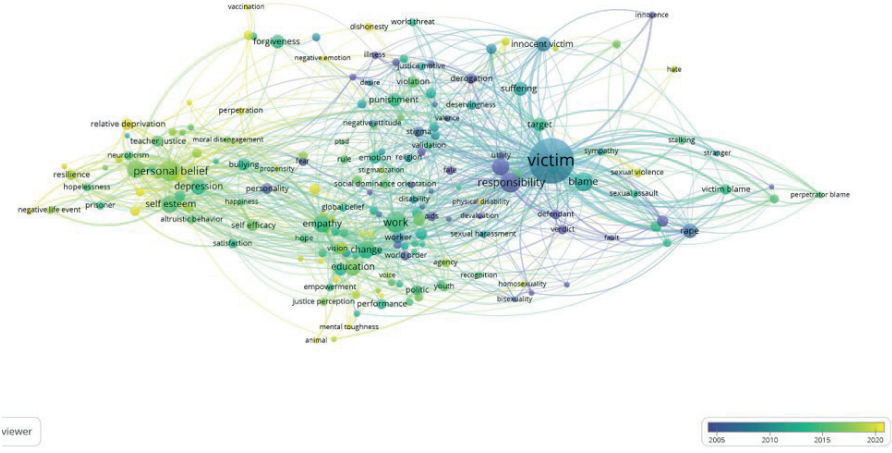 vaccination
innocence
world threat
dishonesty
forgiveness
innocent victim
negative emotion
illness
justice motive
hate
desire
violation
derogation
suffering
punishment
deservingness
perpetration
valence
relative deprivation
negative attitude
target
stigma
teacher justice
moral disengagement
ptsd
validation
stalking
neuroticism
rule
emotion
religion
utility
sympathy
stranger
victim
bullying
fear
propensity
stigmatization
fate
resilience
personal belief
sexual violence
hopelessness
depression
personality
social dominance orientation
responsibility
blame
sexual assault
victim blame
perpetrator blame
happiness
disability
physical disability
prisoner
self esteem
global belief
negative life event
altruistic behavior
aids
devaluation
defendant
self efficacy
empathy
work
verdict
rape
satisfaction
hope
worker
sexual harassment
fault
vision
change
world order
education
agency
voice
recognition
empowerment
youth
homosexuality
politic
justice perception
performance
bisexuality
mental toughness
animal
viewer
2005
2010
2015
2020